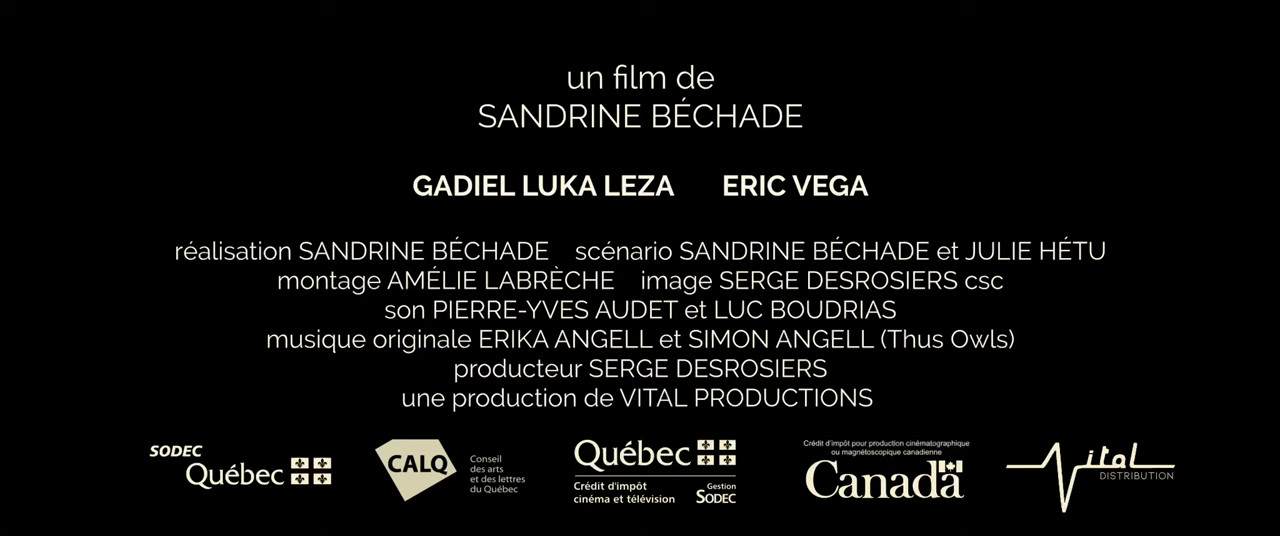 un film de
SANDRINE BÉCHADE
GADIEL LUKA LEZA ERIC VEGA
réalisation SANDRINE BÉCHADE scénario SANDRINE BÉCHADE et JULIE HÉTU
montage AMÉLIE LABRÈCHE image SERGE DESROSIERS csc
son PIERRE-YVES AUDET et LUC BOUDRIAS
musique originale ERIKA ANGELL et SIMON ANGELL (Thus Owls)
producteur SERGE DESROSIERS
une production de VITAL PRODUCTIONS
SODEC
Québec
CALQ
Conseil
des arts
et des lettres
du Québec
Québec
Crédit d'impôt
cinéma et télévision
Gestion
SODEC
Crédit d'impôt pour production cinématographique
ou magnétoscopique canadienne
Canada
Vital
DISTRIBUTION